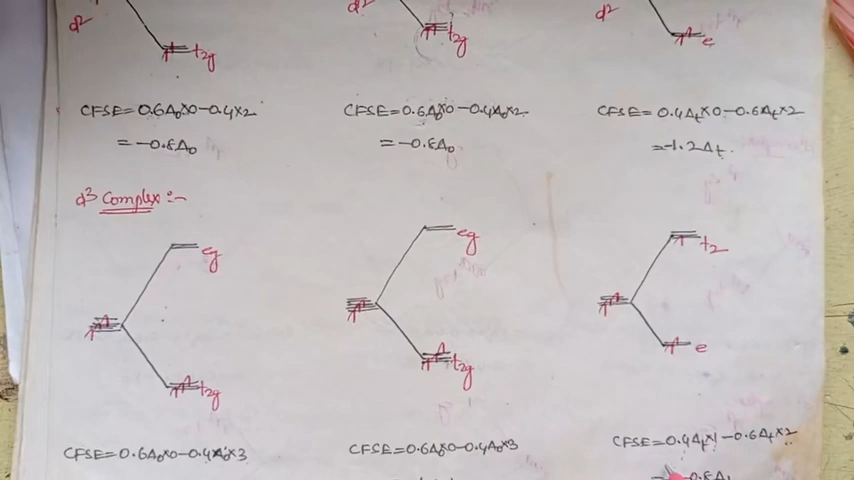 d² d² d²
t2g t2g e
CFSE=0.6Δ₀×0-0.4×2 CFSE=0.6Δ₀×0-0.4Δ₀×2 CFSE=0.4Δt×0-0.6Δt×2
=-0.8Δ₀ =-0.8Δ₀ =-1.2Δt.
d³ Complex :-
eg eg t2
t2g t2g e
CFSE=0.6Δ₀×0-0.4Δ₀×3 CFSE=0.6Δ₀×0-0.4Δ₀×3 CFSE=0.4Δt×1-0.6Δt×2